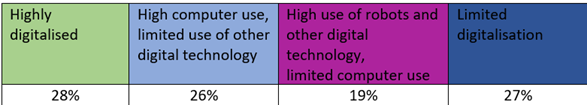 Highly
digitalised
High computer use,
limited use of other
digital technology
High use of robots and
other digital
technology,
limited computer use
Limited
digitalisation
28%
26%
19%
27%